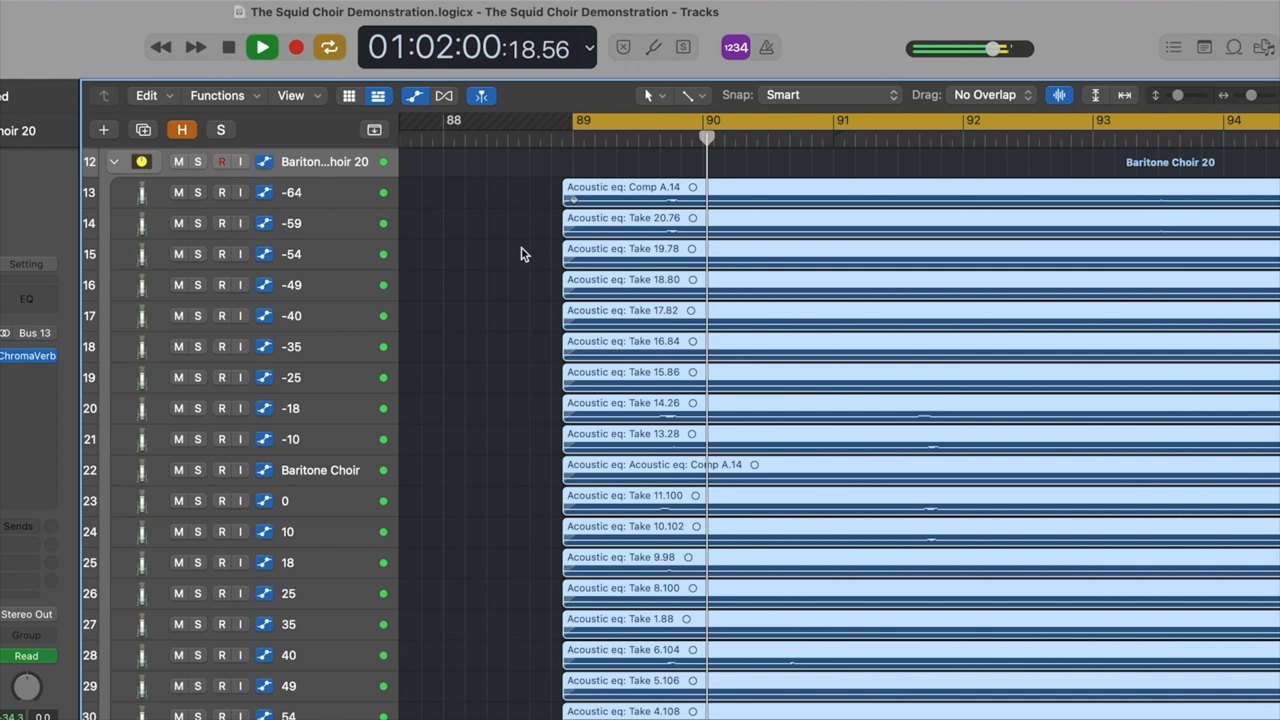 The Squid Choir Demonstration.logicx - The Squid Choir Demonstration - Tracks
01:02:00:18.56
S
1234
ed
Edit Functions View Snap: Smart Drag: No Overlap
oir 20
H S 88 89 90 91 92 93 94
12 M S R I Bariton...hoir 20 Baritone Choir 20
13 M S R I -64 Acoustic eq: Comp A.14
14 M S R I -59 Acoustic eq: Take 20.76
15 M S R I -54 Acoustic eq: Take 19.78
Setting
16 M S R I -49 Acoustic eq: Take 18.80
EQ
17 M S R I -40 Acoustic eq: Take 17.82
Bus 13
18 M S R I -35 Acoustic eq: Take 16.84
ChromaVerb
19 M S R I -25 Acoustic eq: Take 15.86
20 M S R I -18 Acoustic eq: Take 14.26
21 M S R I -10 Acoustic eq: Take 13.28
22 M S R I Baritone Choir Acoustic eq: Acoustic eq: Comp A.14
23 M S R I 0 Acoustic eq: Take 11.100
Sends
24 M S R I 10 Acoustic eq: Take 10.102
25 M S R I 18 Acoustic eq: Take 9.98
26 M S R I 25 Acoustic eq: Take 8.100
Stereo Out
27 M S R I 35 Acoustic eq: Take 1.88
Group
28 M S R I 40 Acoustic eq: Take 6.104
Read
29 M S R I 49 Acoustic eq: Take 5.106
30 M S R I 54 Acoustic eq: Take 4.108
-34.3 0.0